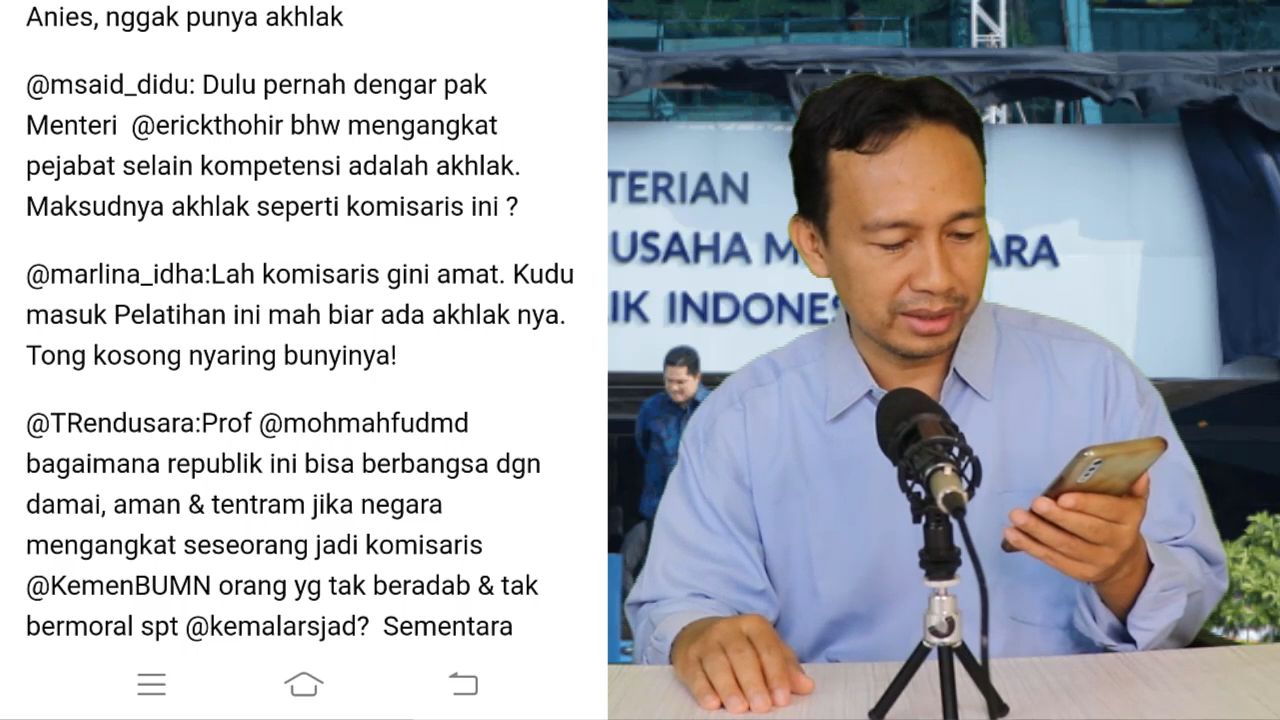 Anies, nggak punya akhlak
@msaid_didu: Dulu pernah dengar pak
Menteri @erickthohir bhw mengangkat
pejabat selain kompetensi adalah akhlak.
Maksudnya akhlak seperti komisaris ini ?
@marlina_idha:Lah komisaris gini amat. Kudu
masuk Pelatihan ini mah biar ada akhlak nya.
Tong kosong nyaring bunyinya!
@TRendusara:Prof @mohmahfudmd
bagaimana republik ini bisa berbangsa dgn
damai, aman & tentram jika negara
mengangkat seseorang jadi komisaris
@KemenBUMN orang yg tak beradab & tak
bermoral spt @kemalarsjad? Sementara
TERIAN
USAHA M ARA
IK INDONES